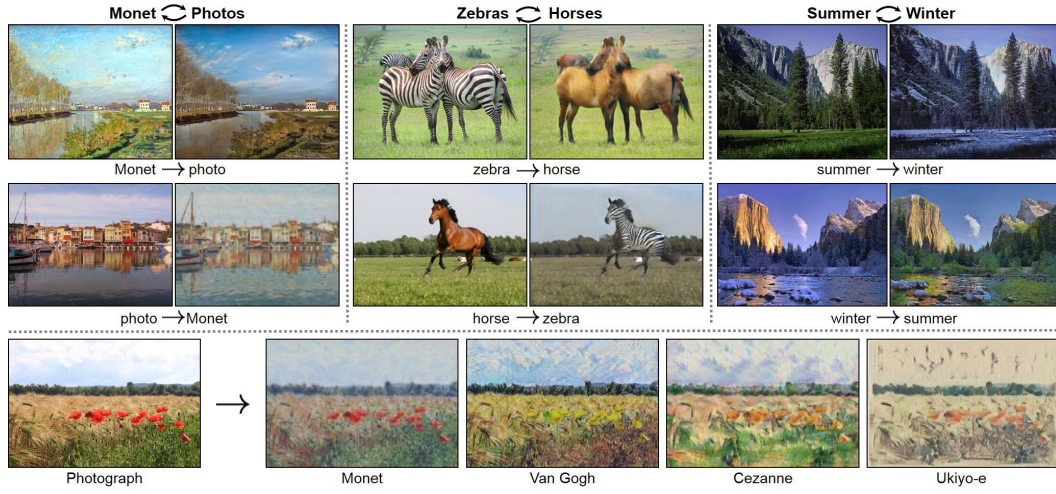 Monet Photos
Zebras Horses
Summer Winter
Monet → photo
zebra → horse
summer → winter
photo → Monet
horse → zebra
winter → summer
Photograph
Monet
Van Gogh
Cezanne
Ukiyo-e